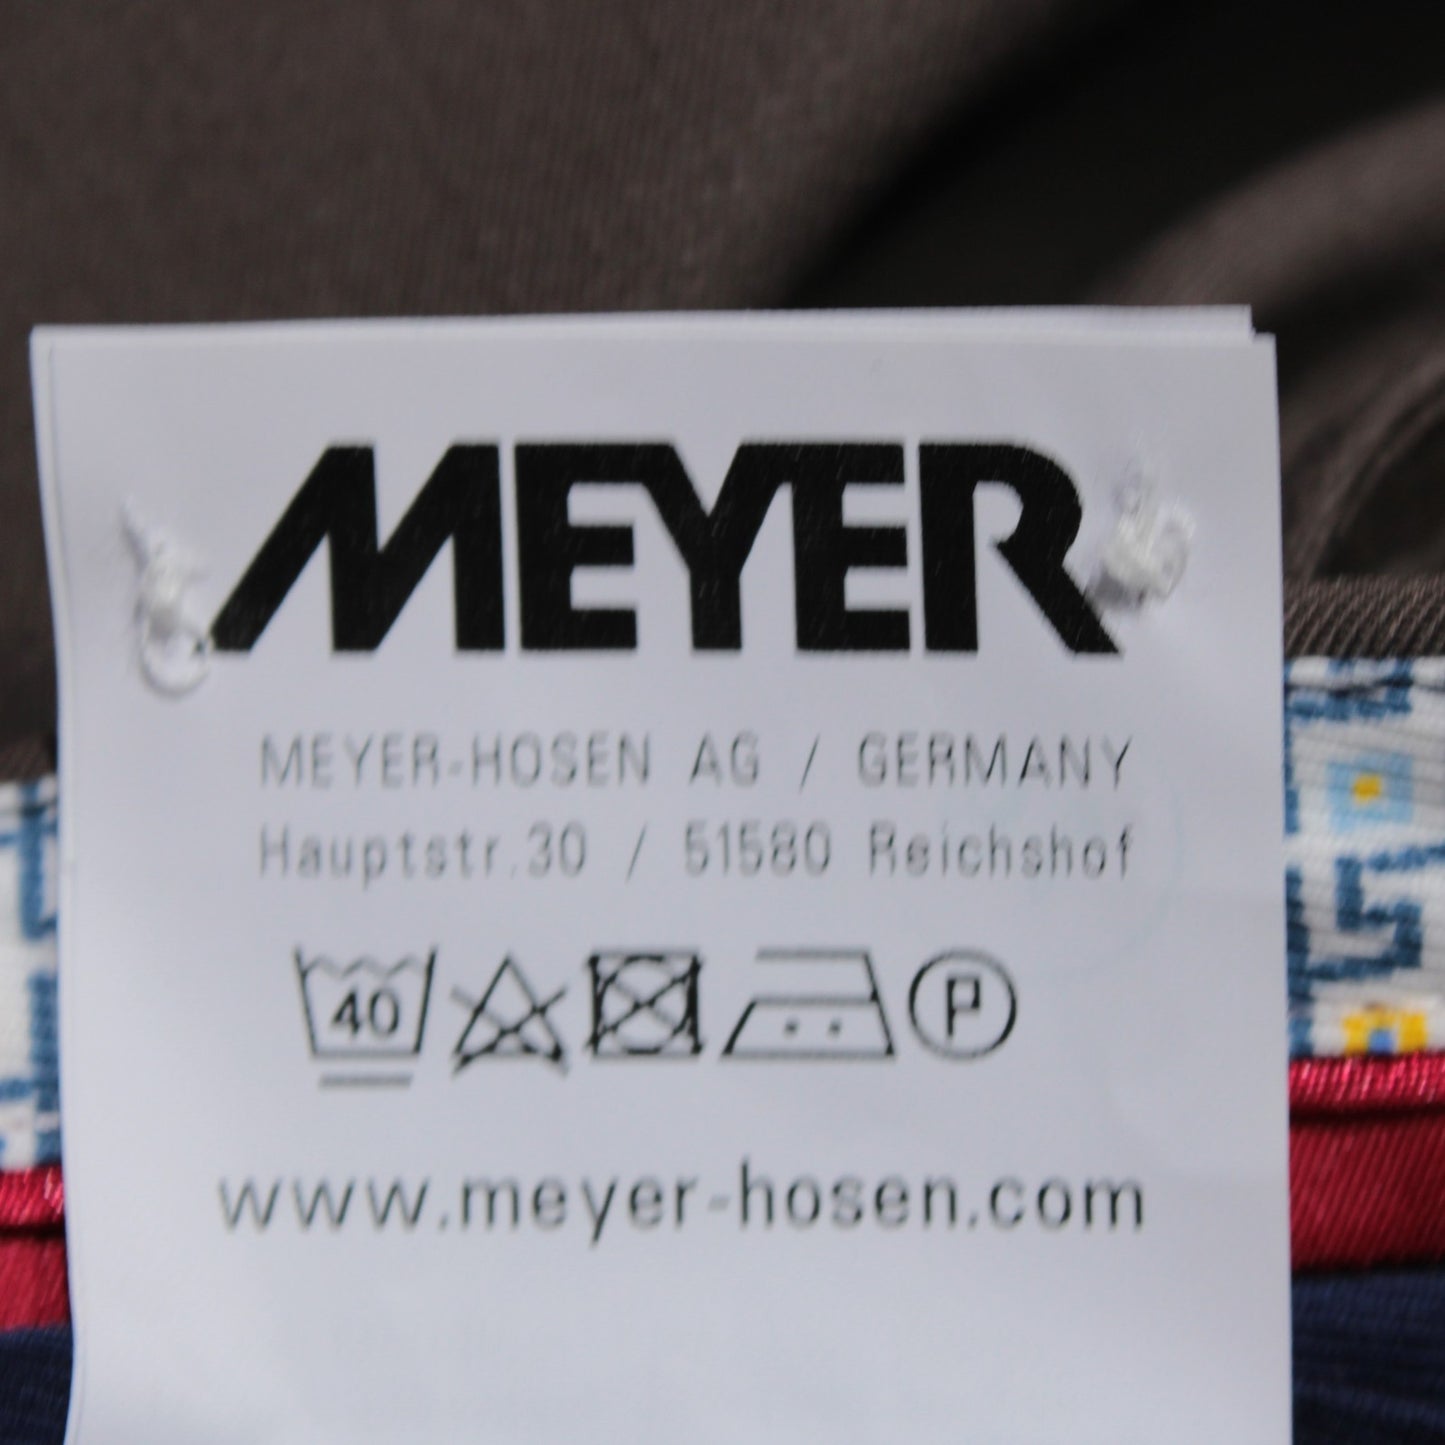 MEYER
MEYER-HOSEN AG / GERMANY
Hauptstr.30 / 51580 Reichshof
40 P
www.meyer-hosen.com